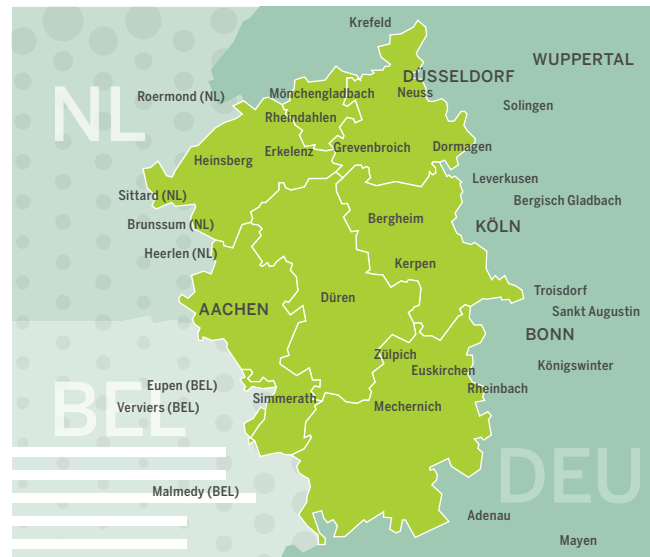 Krefeld
WUPPERTAL
DÜSSELDORF
NL
Roermond (NL)
Mönchengladbach
Neuss
Solingen
Rheindahlen
Heinsberg
Erkelenz
Grevenbroich
Dormagen
Leverkusen
Sittard (NL)
Bergisch Gladbach
Brunssum (NL)
Bergheim
KÖLN
Heerlen (NL)
Kerpen
AACHEN
Düren
Troisdorf
Sankt Augustin
BONN
Zülpich
Euskirchen
Königswinter
Eupen (BEL)
Rheinbach
BEL
Verviers (BEL)
Simmerath
Mechernich
DEU
Malmedy (BEL)
Adenau
Mayen